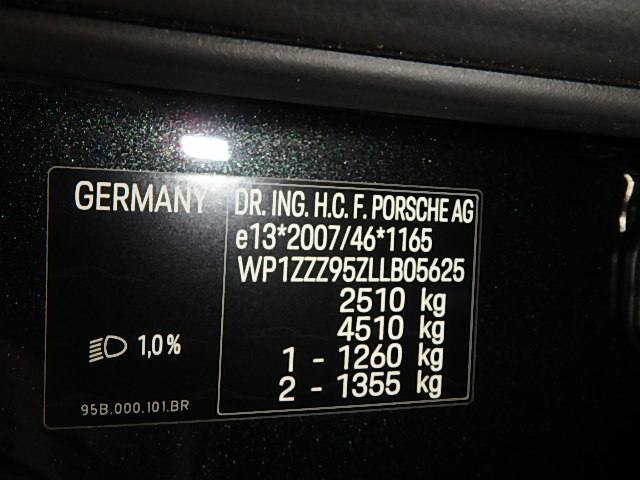 GERMANY
DR. ING. H.C. F. PORSCHE AG
e13*2007/46*1165
WP1ZZZ95ZLLB05625
2510 kg
4510 kg
1 - 1260 kg
2 - 1355 kg
1,0%
95B.000.101.BR